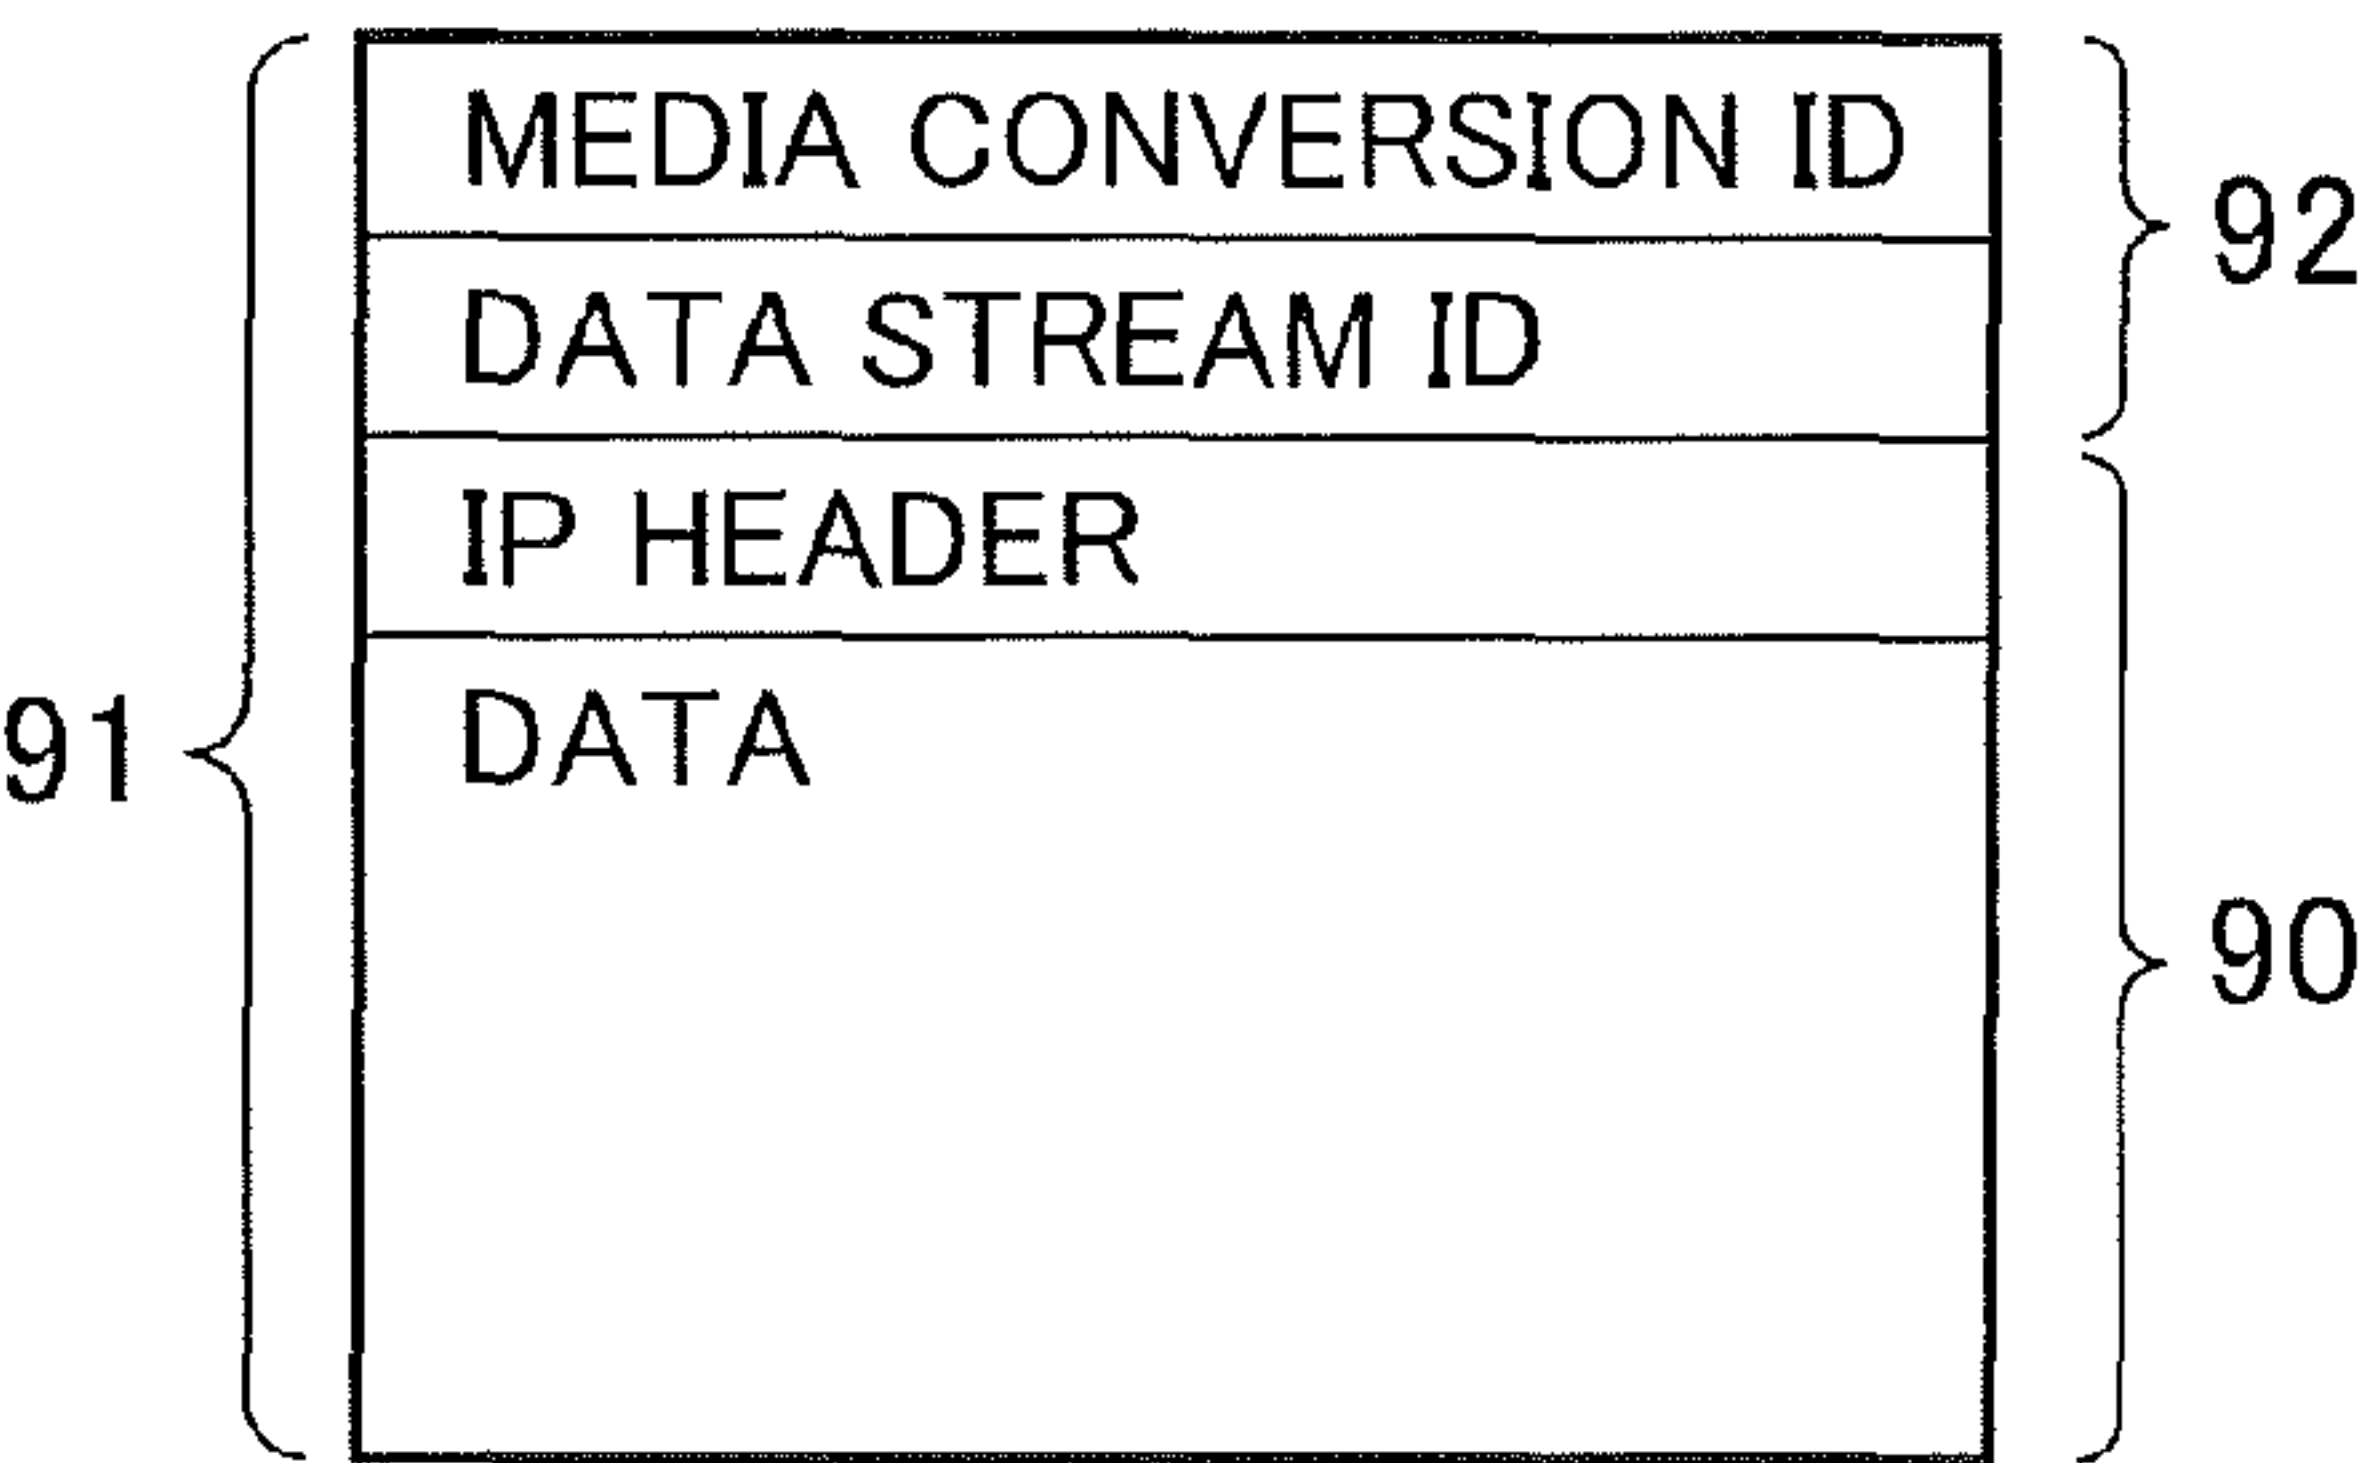 MEDIA CONVERSION ID
92
DATA STREAM ID
IP HEADER
91
DATA
90